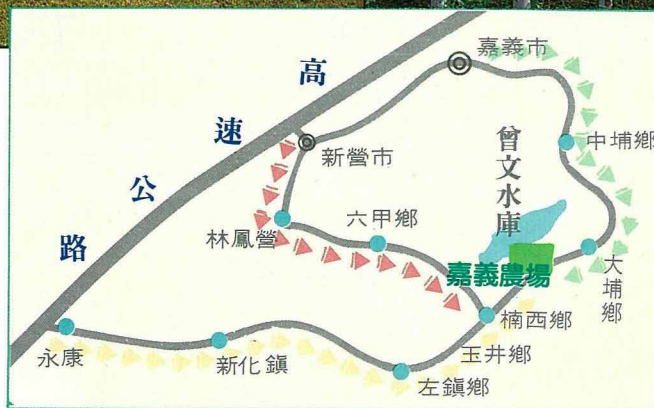 高速公路
嘉義市
中埔鄉
新營市
曾文水庫
六甲鄉
林鳳營
嘉義農場
大埔鄉
楠西鄉
玉井鄉
永康
新化鎮
左鎮鄉